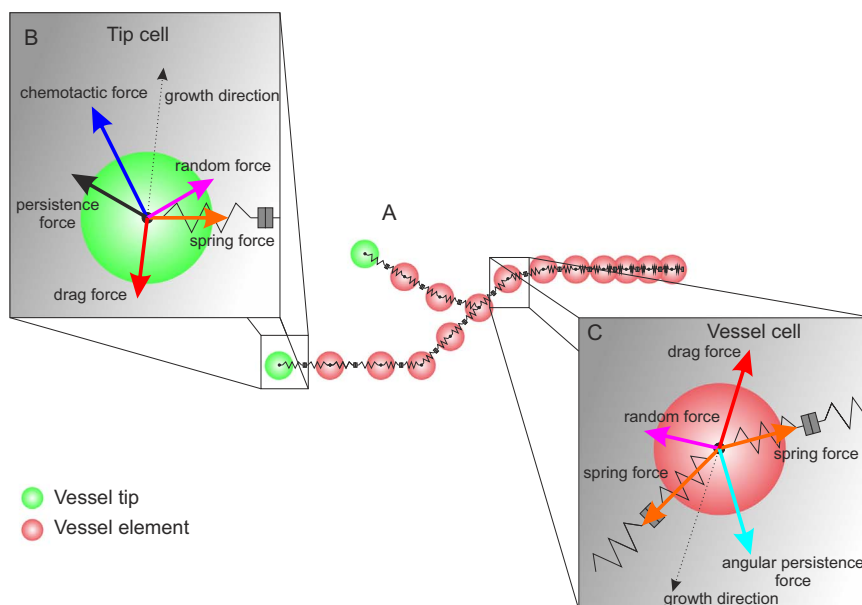 B
Tip cell
chemotactic force
growth direction
random force
persistence
force
spring force
drag force
A
C
Vessel cell
drag force
random force
spring force
spring force
angular persistence
force
growth direction
Vessel tip
Vessel element